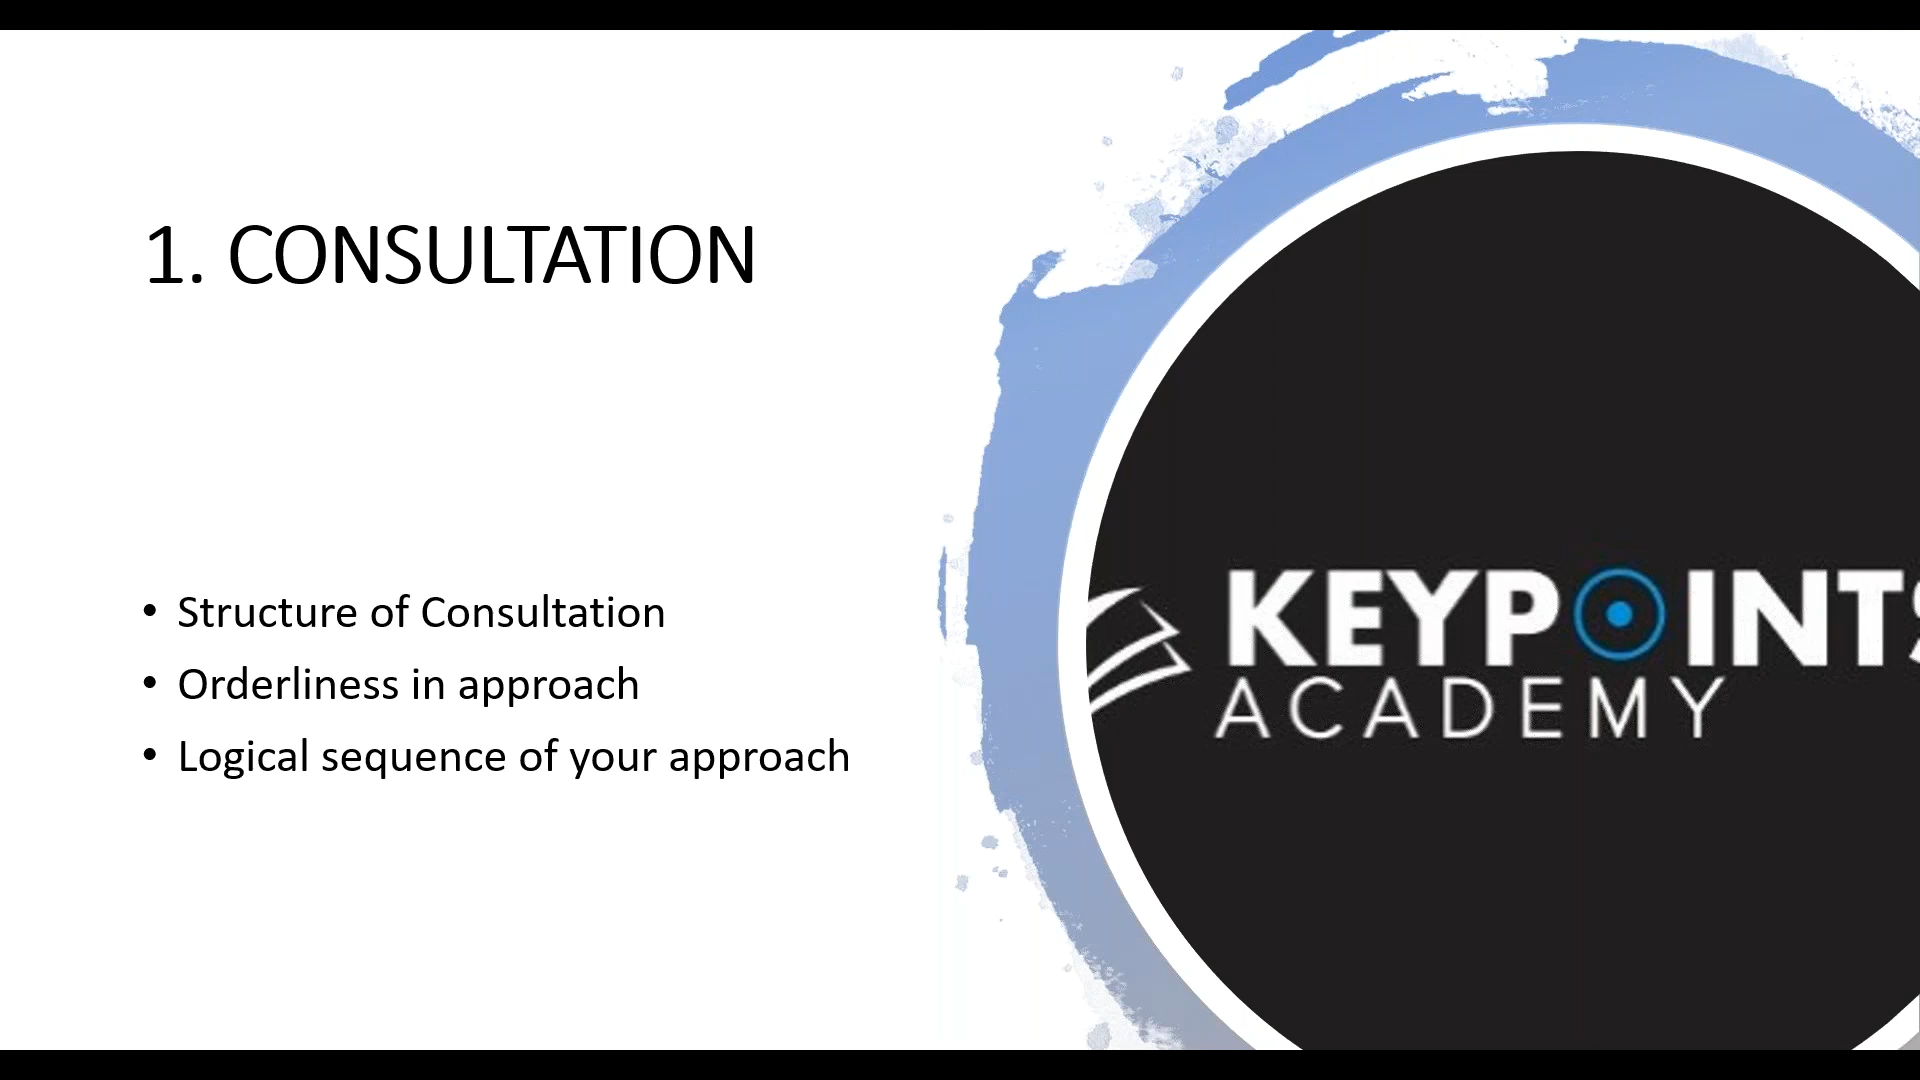 1. CONSULTATION
• Structure of Consultation
• Orderliness in approach
• Logical sequence of your approach
KEYPOINTS
ACADEMY